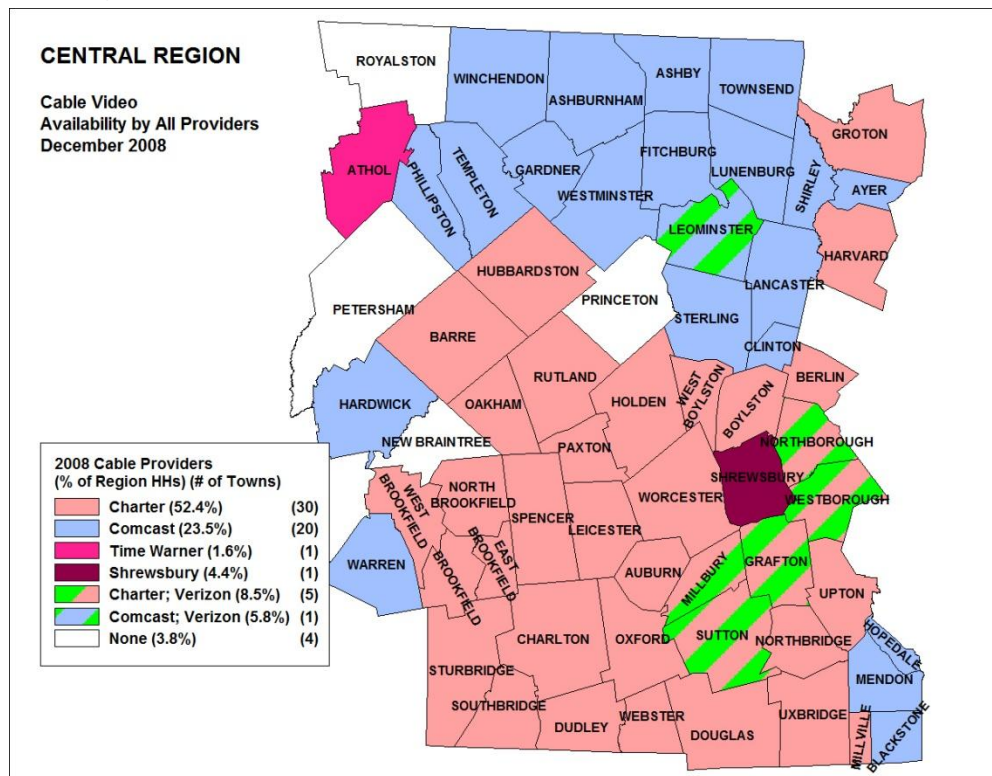 CENTRAL REGION
Cable Video
Availability by All Providers
December 2008
ROYALSTON
WINCHENDON
ASHBURNHAM
ASHBY
TOWNSEND
GROTON
ATHOL
PHILLIPSTON
TEMPLETON
GARDNER
WESTMINSTER
FITCHBURG
LUNENBURG
SHIRLEY
AYER
LEOMINSTER
HARVARD
HUBBARDSTON
PRINCETON
LANCASTER
PETERSHAM
STERLING
BARRE
CLINTON
RUTLAND
BERLIN
HARDWICK
OAKHAM
HOLDEN
WEST
BOYLSTON
BOYLSTON
NEW BRAINTREE
PAXTON
NORTHBOROUGH
SHREWSBURY
WORCESTER
WESTBOROUGH
WEST
BROOKFIELD
NORTH
BROOKFIELD
SPENCER
LEICESTER
WARREN
BROOKFIELD
EAST
BROOKFIELD
AUBURN
MILLBURY
GRAFTON
UPTON
CHARLTON
OXFORD
SUTTON
NORTHBRIDGE
HOPEDALE
STURBRIDGE
MENDON
SOUTHBRIDGE
DUDLEY
WEBSTER
DOUGLAS
UXBRIDGE
MILLVILLE
BLACKSTONE
2008 Cable Providers
(% of Region HHs) (# of Towns)
Charter (52.4%) (30)
Comcast (23.5%) (20)
Time Warner (1.6%) (1)
Shrewsbury (4.4%) (1)
Charter; Verizon (8.5%) (5)
Comcast; Verizon (5.8%) (1)
None (3.8%) (4)